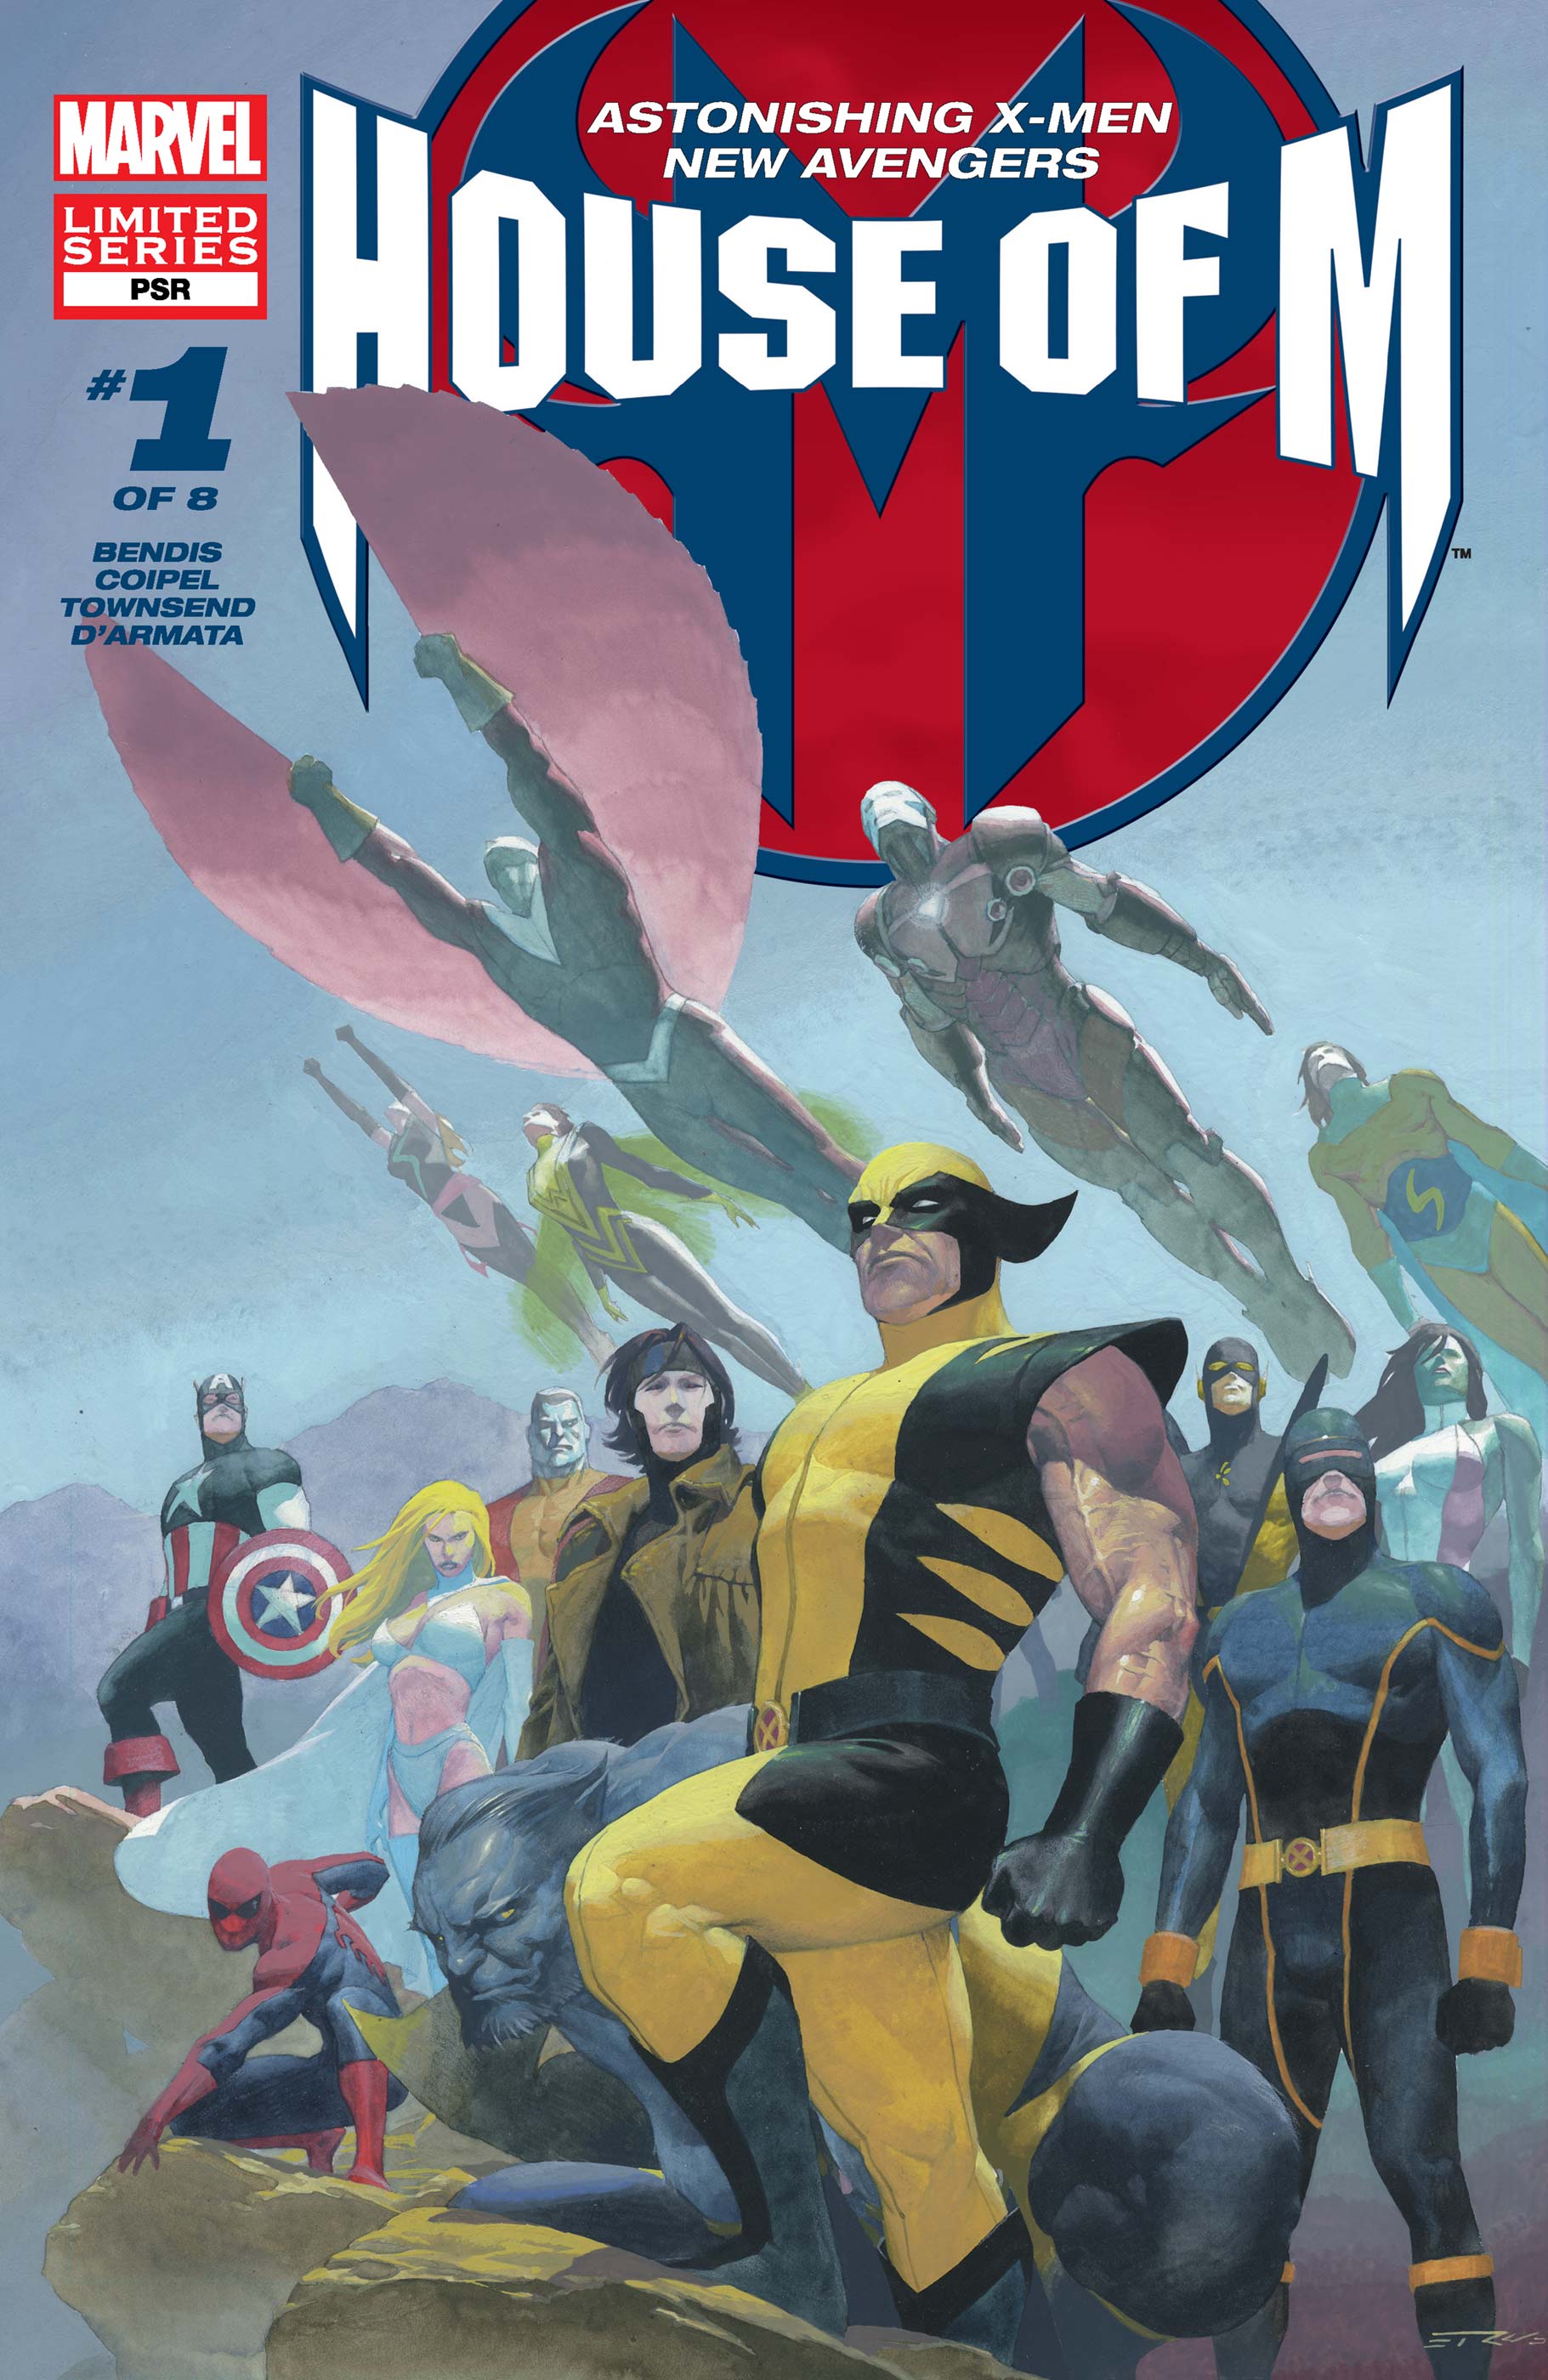 MARVEL
LIMITED
SERIES
PSR
#1
OF 8
BENDIS
COIPEL
TOWNSEND
D'ARMATA
ASTONISHING X-MEN
NEW AVENGERS
HOUSE OF M
TM
A